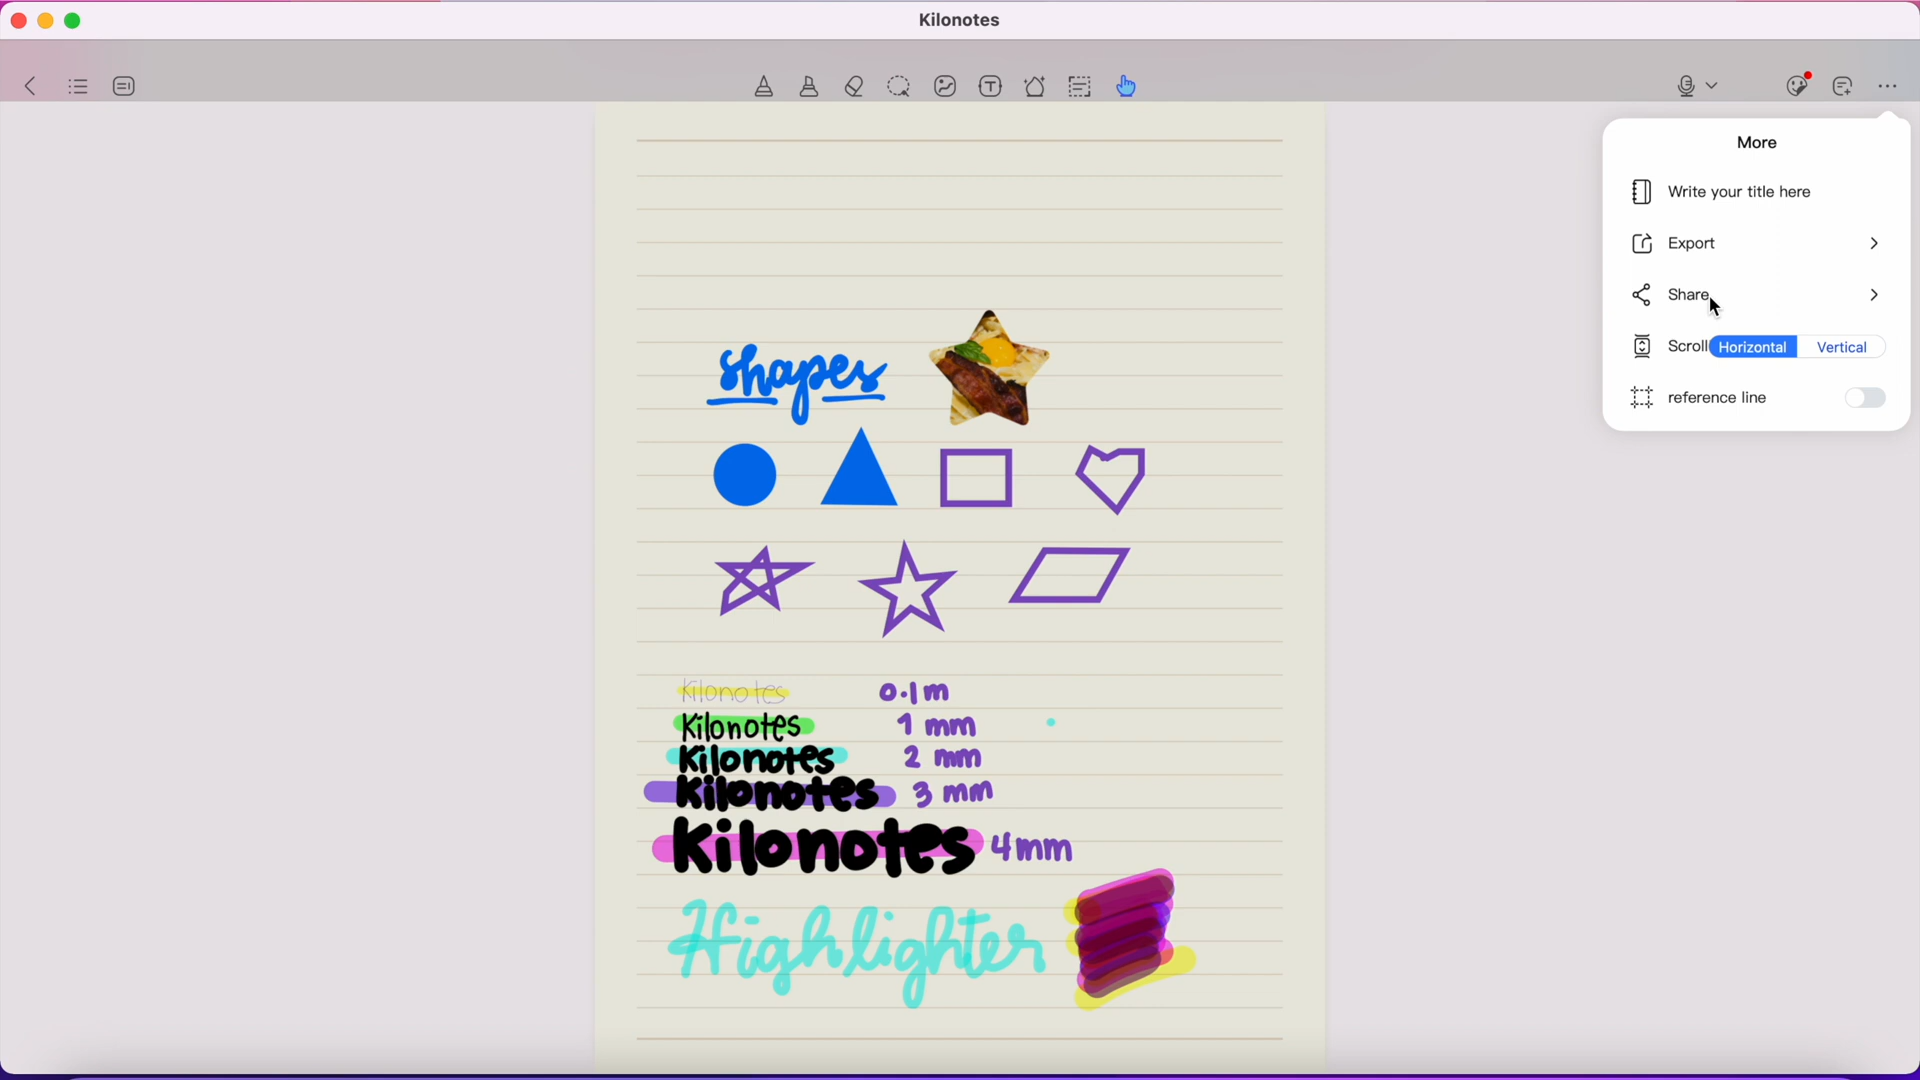 Kilonotes
More
Write your title here
Export
Share
Scroll Horizontal Vertical
reference line
shapes
Kilonotes 0.1m
Kilonotes 1 mm
Kilonotes 2 mm
Kilonotes 3 mm
Kilonotes 4mm
Highlighter